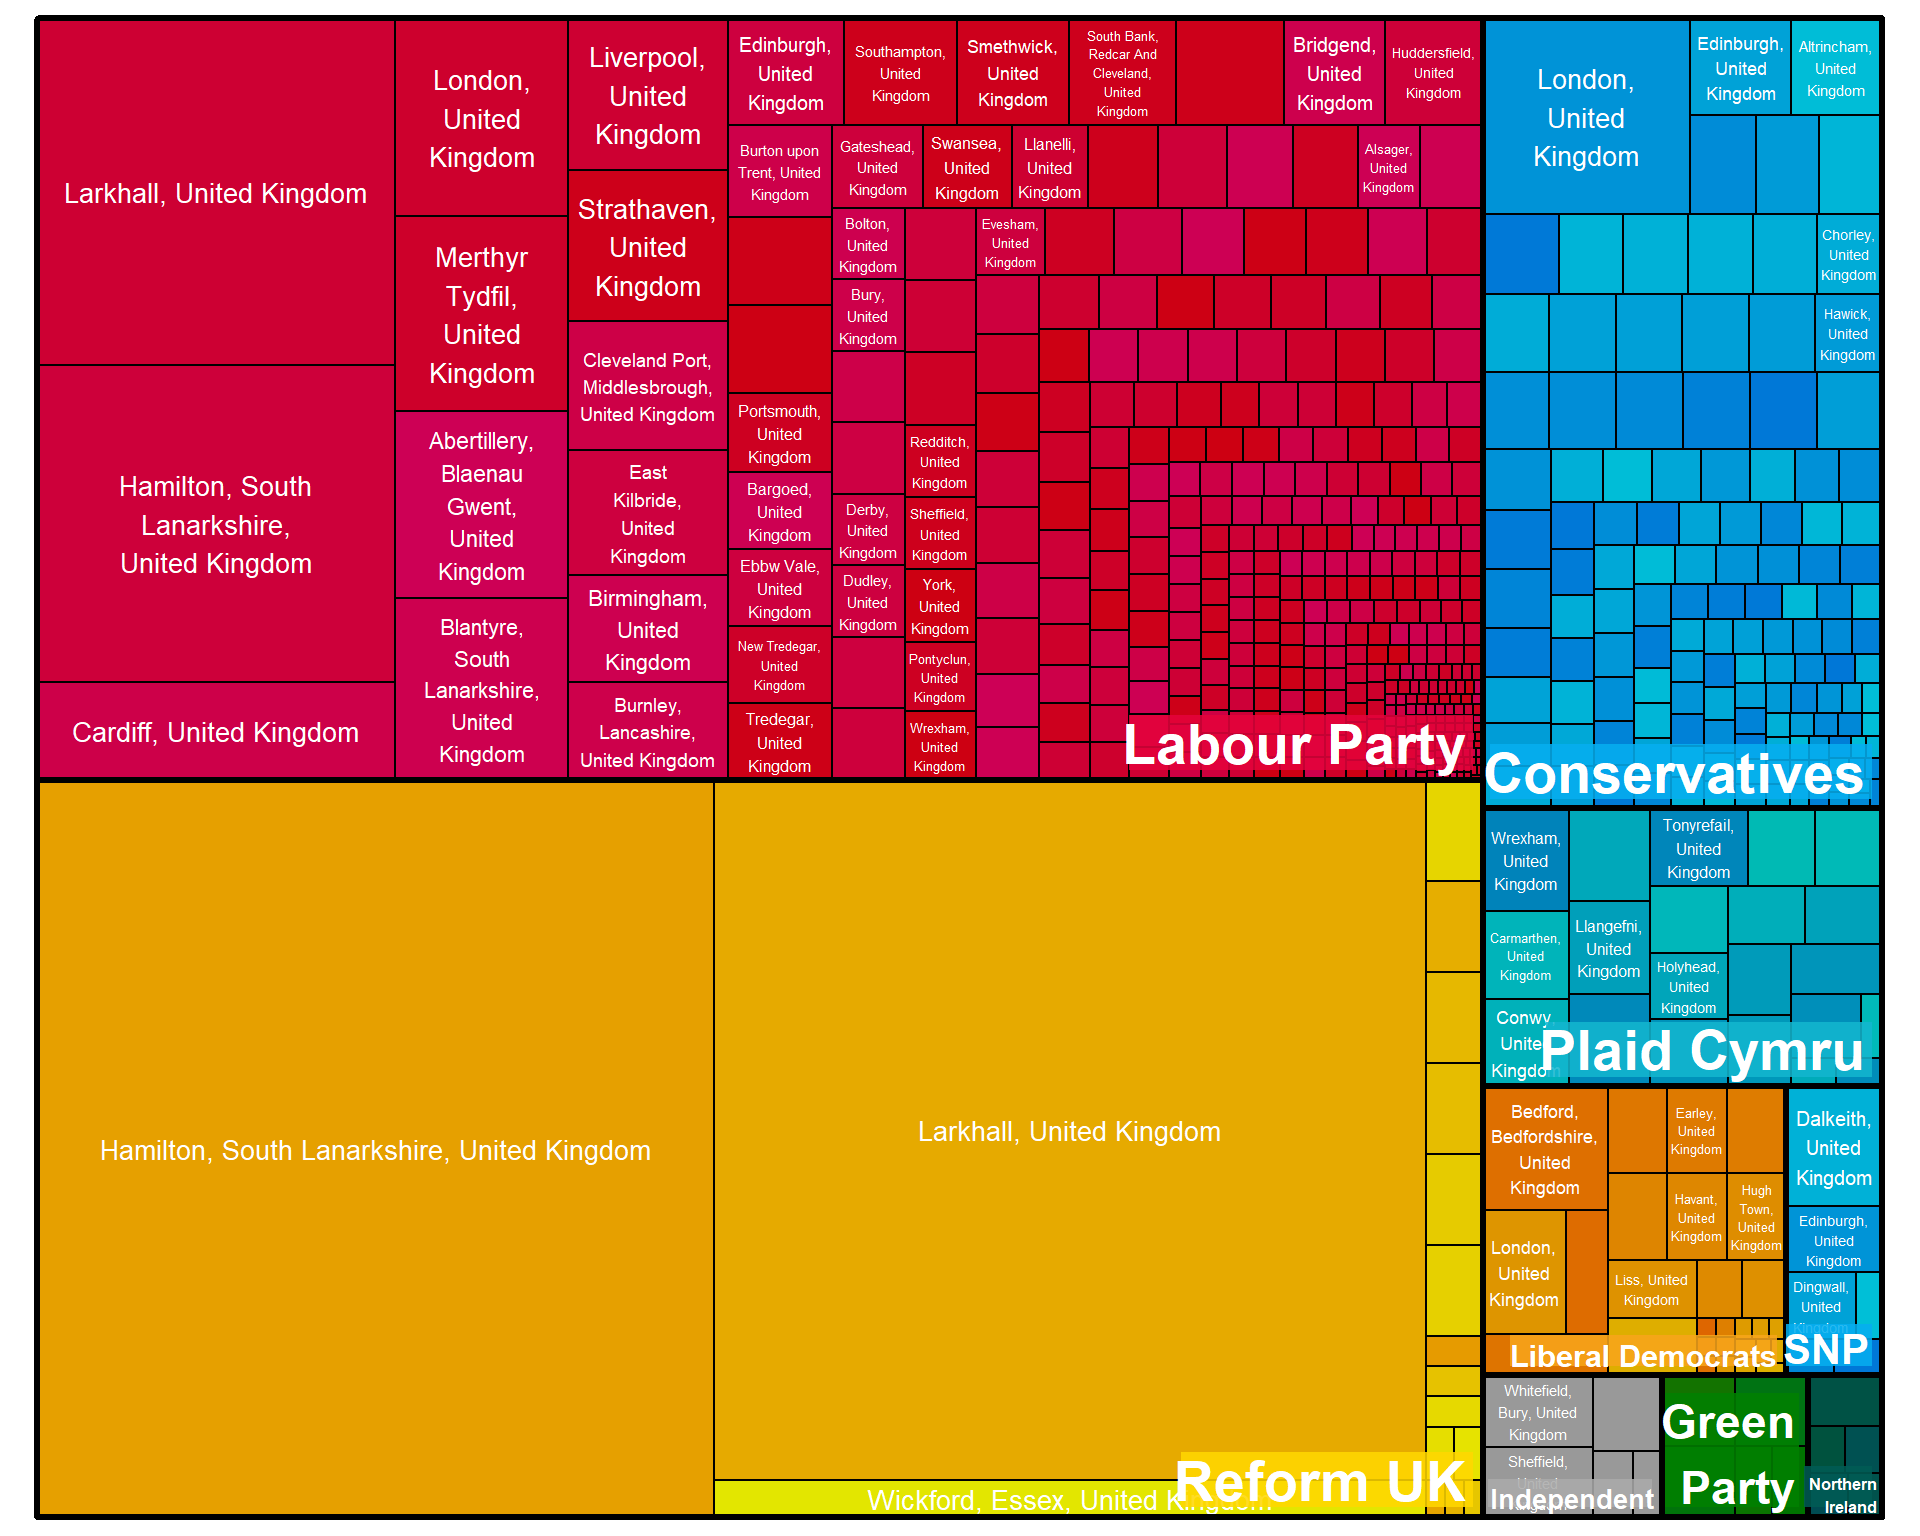 Larkhall, United Kingdom
Hamilton, South
Lanarkshire,
United Kingdom
Cardiff, United Kingdom
London,
United
Kingdom
Merthyr
Tydfil,
United
Kingdom
Abertillery,
Blaenau
Gwent,
United
Kingdom
Blantyre,
South
Lanarkshire,
United
Kingdom
Liverpool,
United
Kingdom
Strathaven,
United
Kingdom
Cleveland Port,
Middlesbrough,
United Kingdom
East
Kilbride,
United
Kingdom
Birmingham,
United
Kingdom
Burnley,
Lancashire,
United Kingdom
Edinburgh,
United
Kingdom
Southampton,
United
Kingdom
Smethwick,
United
Kingdom
South Bank,
Redcar And
Cleveland,
United
Kingdom
Bridgend,
United
Kingdom
Huddersfield,
United
Kingdom
Burton upon
Trent, United
Kingdom
Gateshead,
United
Kingdom
Swansea,
United
Kingdom
Llanelli,
United
Kingdom
Alsager,
United
Kingdom
Bolton,
United
Kingdom
Evesham,
United
Kingdom
Bury,
United
Kingdom
Portsmouth,
United
Kingdom
Bargoed,
United
Kingdom
Ebbw Vale,
United
Kingdom
New Tredegar,
United
Kingdom
Tredegar,
United
Kingdom
Derby,
United
Kingdom
Dudley,
United
Kingdom
Redditch,
United
Kingdom
Sheffield,
United
Kingdom
York,
United
Kingdom
Pontyclun,
United
Kingdom
Wrexham,
United
Kingdom
Labour Party
London,
United
Kingdom
Edinburgh,
United
Kingdom
Altrincham,
United
Kingdom
Chorley,
United
Kingdom
Hawick,
United
Kingdom
Conservatives
Hamilton, South Lanarkshire, United Kingdom
Larkhall, United Kingdom
Wickford, Essex, United Kingdom
Reform UK
Wrexham,
United
Kingdom
Carmarthen,
United
Kingdom
Conwy,
United
Kingdom
Llangefni,
United
Kingdom
Tonyrefail,
United
Kingdom
Holyhead,
United
Kingdom
Plaid Cymru
Bedford,
Bedfordshire,
United
Kingdom
London,
United
Kingdom
Earley,
United
Kingdom
Havant,
United
Kingdom
Hugh
Town,
United
Kingdom
Liss, United
Kingdom
Liberal Democrats
Dalkeith,
United
Kingdom
Edinburgh,
United
Kingdom
Dingwall,
United
Kingdom
SNP
Whitefield,
Bury, United
Kingdom
Sheffield,
United
Kingdom
Independent
Green
Party
Northern
Ireland